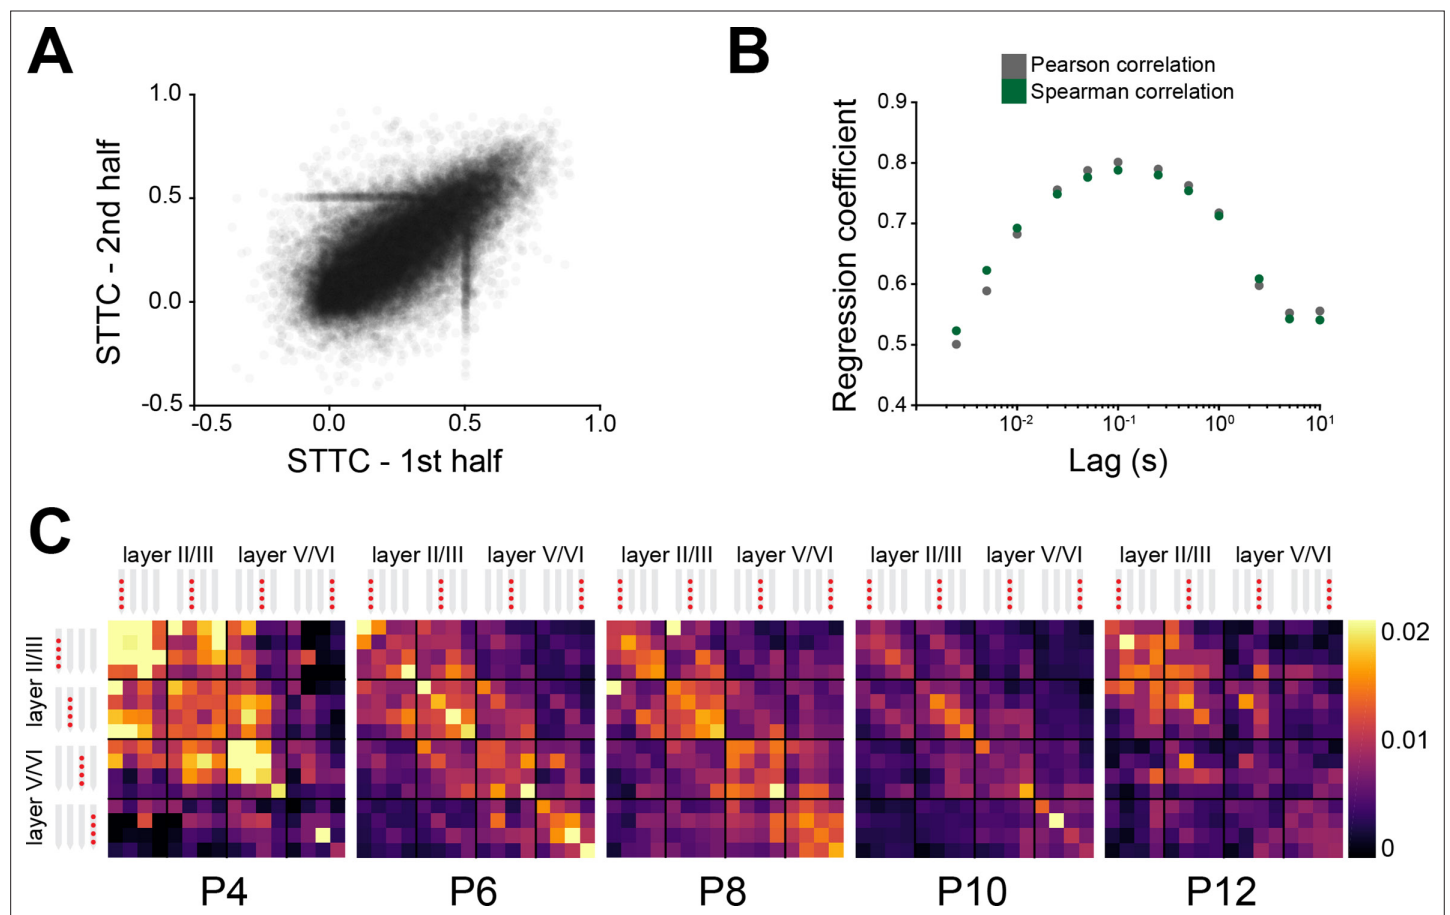 A
1.0
0.5
0.0
-0.5
-0.5 0.0 0.5 1.0
STTC - 2nd half
STTC - 1st half
B
Pearson correlation
Spearman correlation
0.9
0.8
0.7
0.6
0.5
0.4
10⁻² 10⁻¹ 10⁰ 10¹
Regression coefficient
Lag (s)
C
layer II/III layer V/VI layer II/III layer V/VI layer II/III layer V/VI layer II/III layer V/VI layer II/III layer V/VI
layer II/III
layer V/VI
0.02
0.01
0
P4 P6 P8 P10 P12